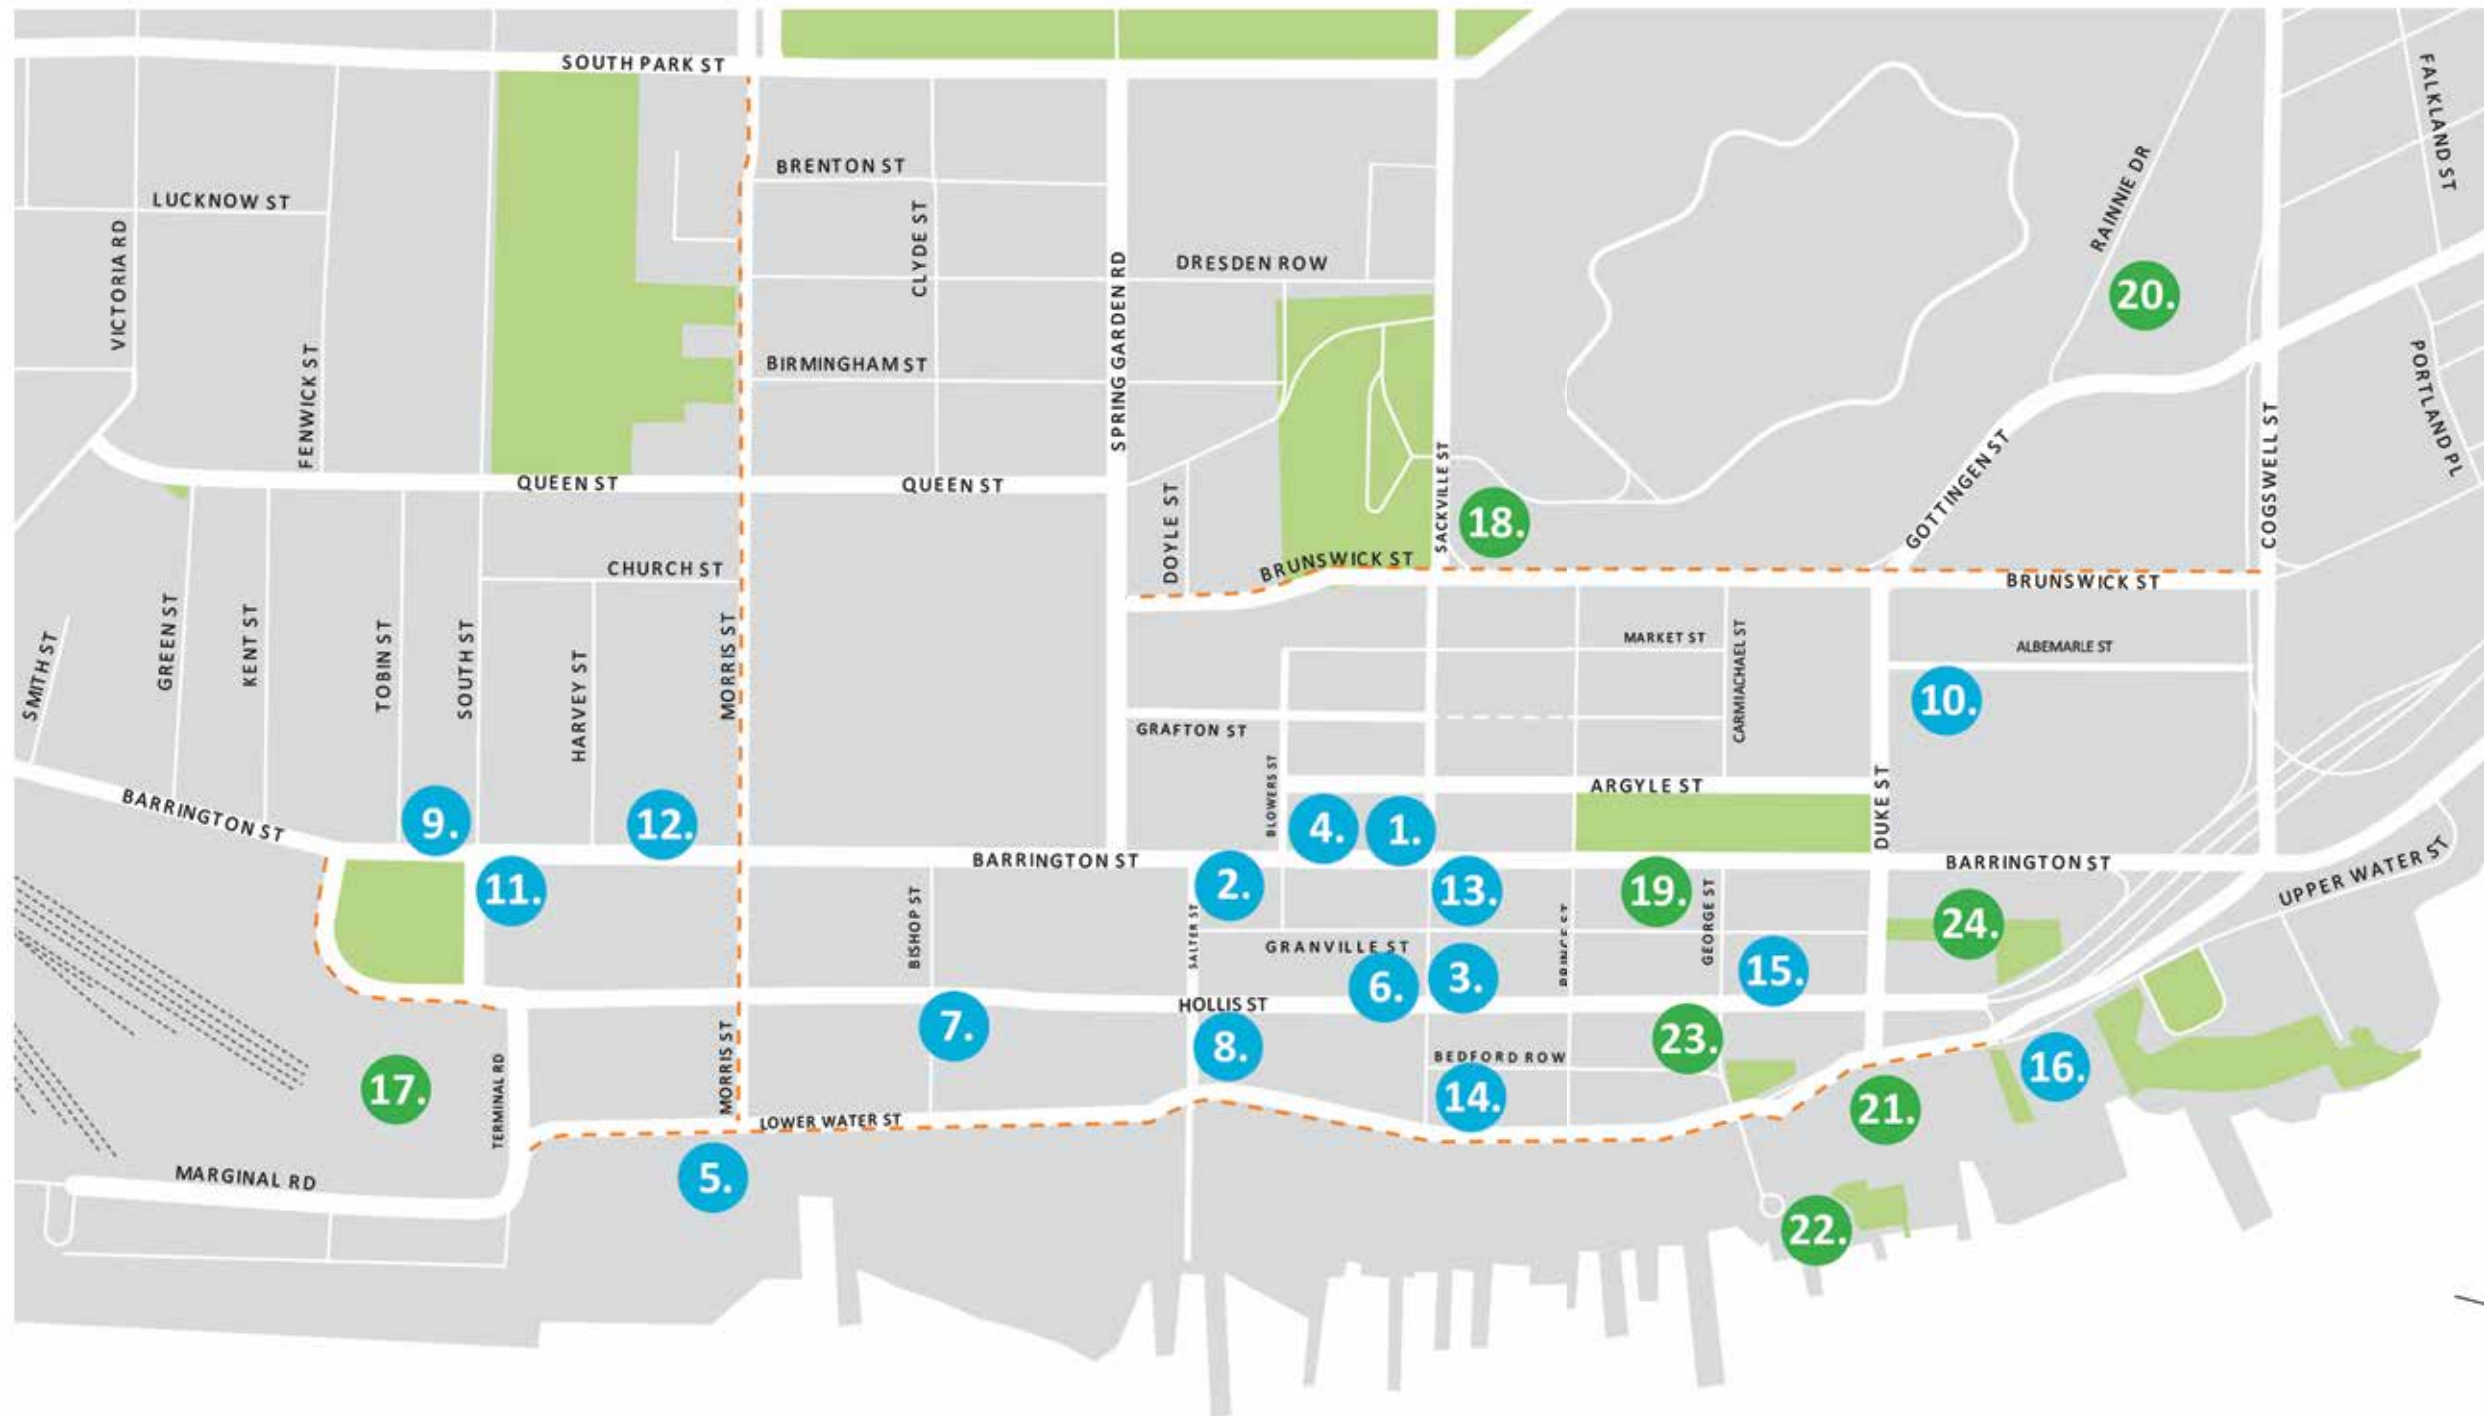 SOUTH PARK ST
FALKLAND ST
BRENTON ST
RAINNIE DR
LUCKNOW ST
CLYDE ST
VICTORIA RD
DRESDEN ROW
SPRING GARDEN RD
20.
FENWICK ST
BIRMINGHAM ST
PORTLAND PL
QUEEN ST
QUEEN ST
DOYLE ST
SACKVILLE ST
18.
GOTTINGEN ST
COGSWELL ST
CHURCH ST
BRUNSWICK ST
BRUNSWICK ST
SMITH ST
GREEN ST
KENT ST
TOBIN ST
SOUTH ST
HARVEY ST
MORRIS ST
MARKET ST
CARMIACHAEL ST
ALBEMARLE ST
10.
GRAFTON ST
BLOWERS ST
ARGYLE ST
DUKE ST
BARRINGTON ST
9.
12.
4.
1.
BARRINGTON ST
BARRINGTON ST
UPPER WATER ST
11.
2.
13.
19.
GEORGE ST
24.
BISHOP ST
SALTER ST
GRANVILLE ST
PRINCE ST
6.
3.
15.
HOLLIS ST
7.
8.
23.
BEDFORD ROW
16.
17.
TERMINAL RD
MORRIS ST
14.
21.
LOWER WATER ST
5.
MARGINAL RD
22.